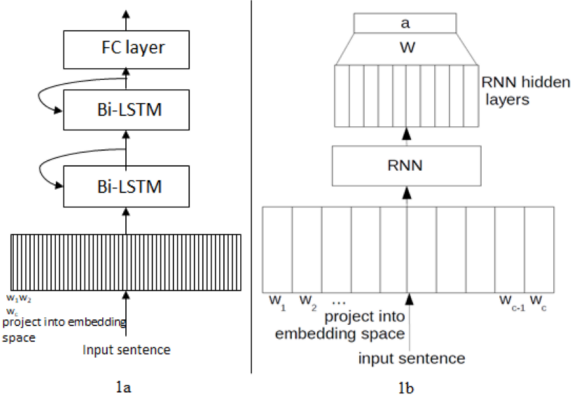 FC layer
Bi-LSTM
Bi-LSTM
w1w2
wc
project into embedding
space
Input sentence
1a
a
W
RNN hidden
layers
RNN
w1 w2 ... wc-1 wc
project into
embedding space
input sentence
1b